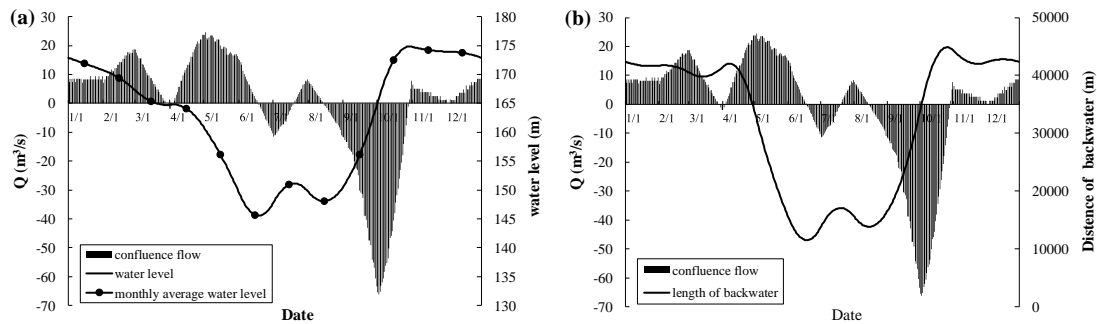 (a)
Q (m³/s)
30
20
10
0
-10
-20
-30
-40
-50
-60
-70
1/1 2/1 3/1 4/1 5/1 6/1 7/1 8/1 9/1 10/1 11/1 12/1
180
175
170
165
160
155
150
145
140
135
130
water level (m)
confluence flow
water level
monthly average water level
Date
(b)
Q (m³/s)
30
20
10
0
-10
-20
-30
-40
-50
-60
-70
1/1 2/1 3/1 4/1 5/1 6/1 7/1 8/1 9/1 10/1 11/1 12/1
50000
40000
30000
20000
10000
0
Distence of backwater (m)
confluence flow
length of backwater
Date